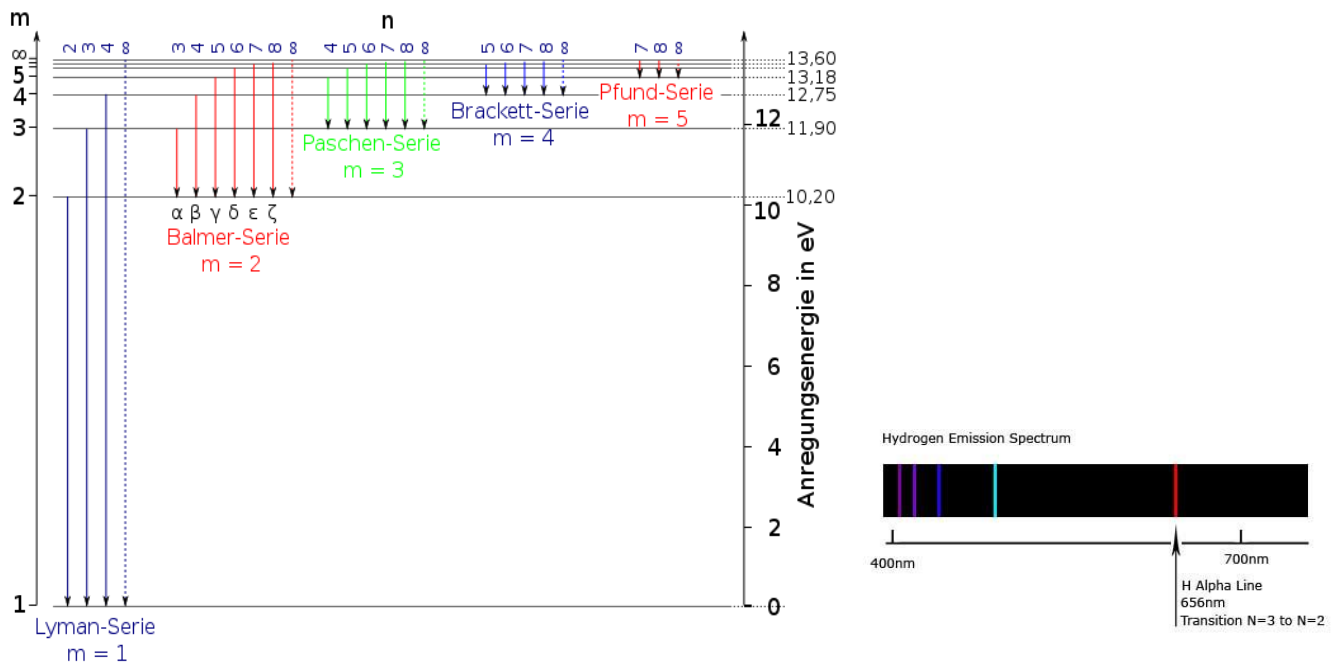 m
n
2 3 4 ∞
3 4 5 6 7 8 ∞
4 5 6 7 8 ∞
5 6 7 8 ∞
7 8 ∞
∞
5
4
3
2
1
13,60
13,18
12,75
11,90
10,20
12
10
8
6
4
2
0
Anregungsenergie in eV
α β γ δ ε ζ
Lyman-Serie
m = 1
Balmer-Serie
m = 2
Paschen-Serie
m = 3
Brackett-Serie
m = 4
Pfund-Serie
m = 5
Hydrogen Emission Spectrum
400nm
700nm
H Alpha Line
656nm
Transition N=3 to N=2